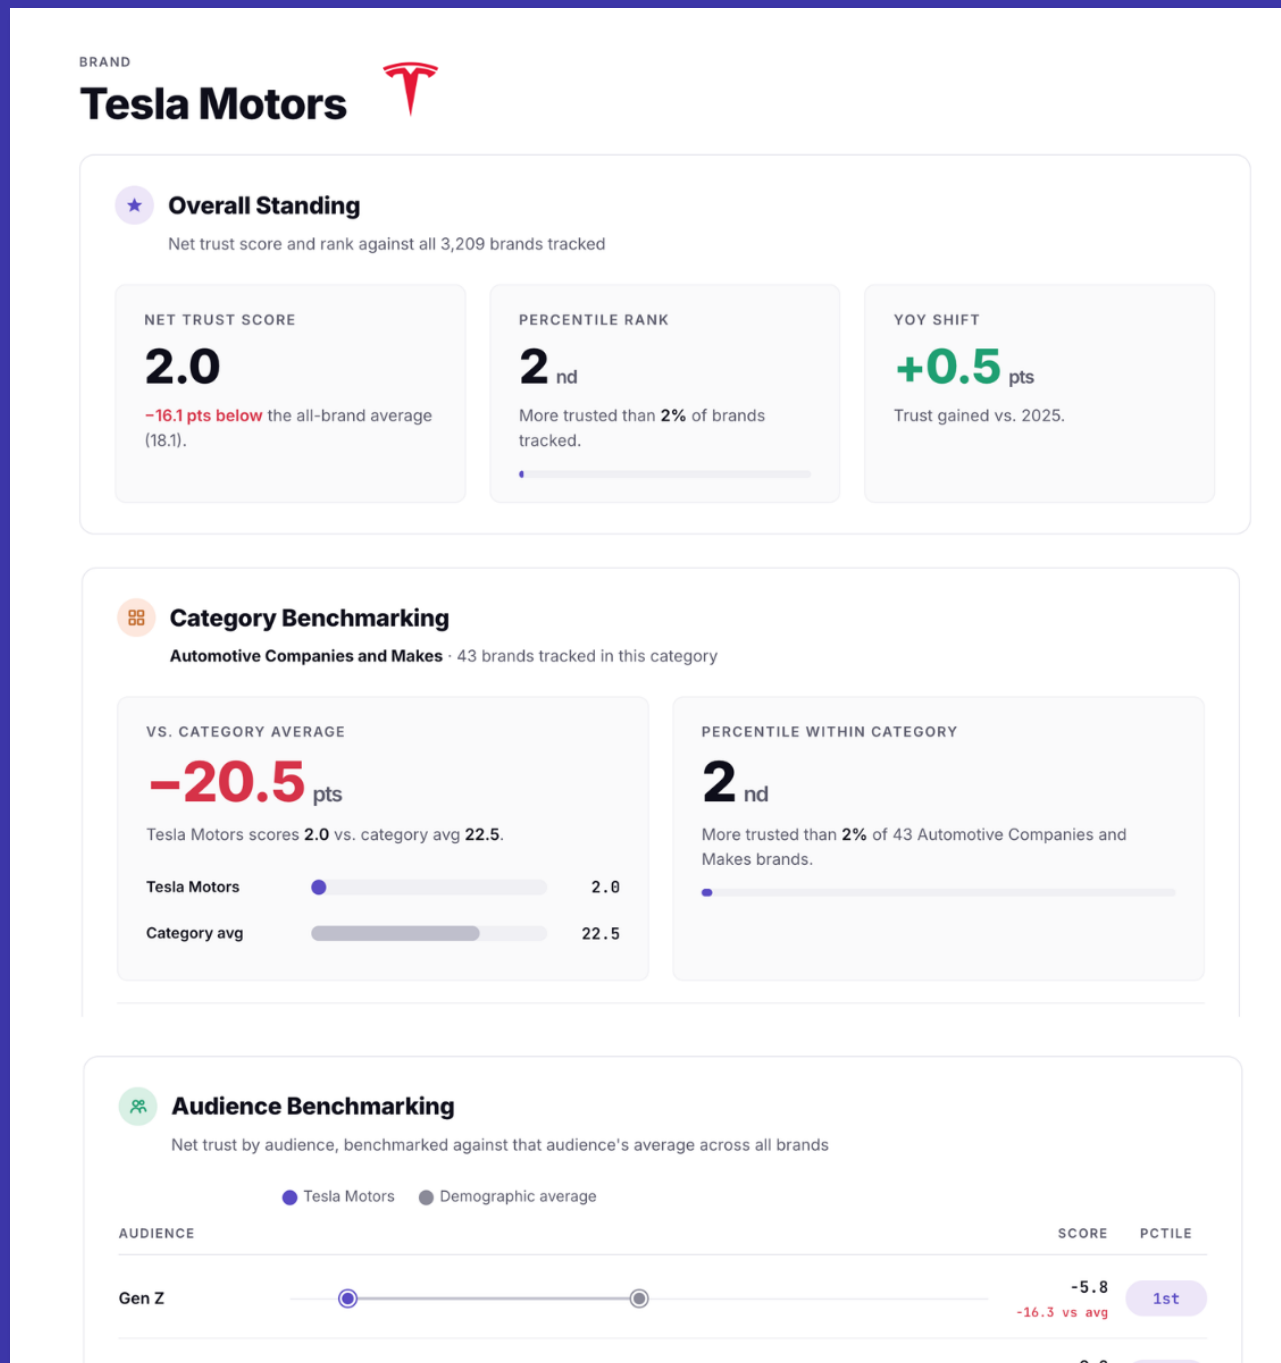 BRAND
Tesla Motors
Overall Standing
Net trust score and rank against all 3,209 brands tracked
NET TRUST SCORE
2.0
−16.1 pts below the all-brand average
(18.1).
PERCENTILE RANK
2 nd
More trusted than 2% of brands
tracked.
YOY SHIFT
+0.5 pts
Trust gained vs. 2025.
Category Benchmarking
Automotive Companies and Makes · 43 brands tracked in this category
VS. CATEGORY AVERAGE
−20.5 pts
Tesla Motors scores 2.0 vs. category avg 22.5.
Tesla Motors 2.0
Category avg 22.5
PERCENTILE WITHIN CATEGORY
2 nd
More trusted than 2% of 43 Automotive Companies and
Makes brands.
Audience Benchmarking
Net trust by audience, benchmarked against that audience's average across all brands
Tesla Motors Demographic average
AUDIENCE SCORE PCTILE
Gen Z -5.8 1st
-16.3 vs avg